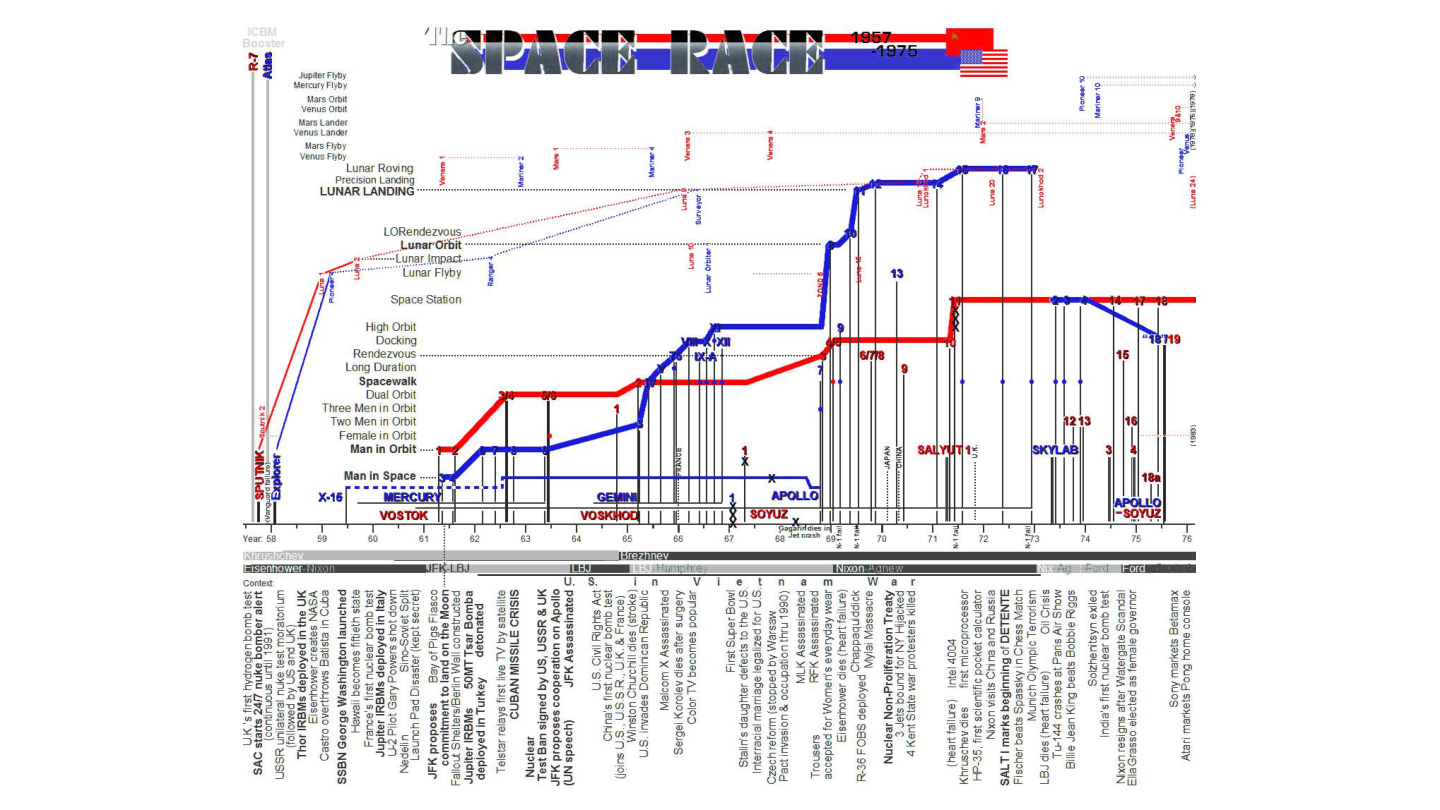 ICBM
Booster
R-7
Atlas
THE SPACE RACE
1957
-1975
Jupiter Flyby
Mercury Flyby
Mars Orbit
Venus Orbit
Mars Lander
Venus Lander
Mars Flyby
Venus Flyby
Lunar Roving
Precision Landing
LUNAR LANDING
LORendezvous
Lunar Orbit
Lunar Impact
Lunar Flyby
Space Station
High Orbit
Docking
Rendezvous
Long Duration
Spacewalk
Dual Orbit
Three Men in Orbit
Two Men in Orbit
Female in Orbit
Man in Orbit
Man in Space
Venera 1
Mariner 2
Mars 1
Mariner 4
Venera 3
Venera 4
Mariner 9
Mars 2
Pioneer 10
Mariner 10
Venera
9&10
Pioneer
Venus
(1978)
(1976)
(1979)
Luna 1
Pioneer 4
Luna 2
Ranger 4
Luna 9
Surveyor
Luna 10
Lunar Orbiter 1
ZOND 5
Luna 15
Lunokhod 1
Luna 20
Lunokhod 2
(Luna 24)
(1983)
Sputnik 2
SPUTNIK
(Vanguard failure)
Explorer
X-15
MERCURY
GEMINI
APOLLO
VOSTOK
VOSKHOD
SOYUZ
SALYUT 1
SKYLAB
APOLLO
SOYUZ
FRANCE
JAPAN
CHINA
U.K.
Gagarin dies in
Jet crash
N-1 fail
N-1 fail
N-1 fail
N-1 fail
Year: 58 59 60 61 62 63 64 65 66 67 68 69 70 71 72 73 74 75 76
Khrushchev
Brezhnev
Eisenhower-Nixon
JFK-LBJ
LBJ
LBJ-Humphrey
Nixon-Agnew
Nix
Ag
Ford
Ford
Context:
U. S. in Vietnam War
U.K.'s first hydrogen bomb test
SAC starts 24/7 nuke bomber alert
(continuous until 1991)
USSR unilateral nuke test moratorium
(followed by US and UK)
Thor IRBMs deployed in the UK
Eisenhower creates NASA
Castro overthrows Batista in Cuba
SSBN George Washington launched
Hawaii becomes fiftieth state
France's first nuclear bomb test
Jupiter IRBMs deployed in Italy
U-2 Pilot Gary Powers shot down
Nedelin Sino-Soviet Split
Launch Pad Disaster (kept secret)
JFK proposes Bay of Pigs Fiasco
commitment to land on the Moon
Fallout Shelters/Berlin Wall constructed
Jupiter IRBMs 50MT Tsar Bomba
deployed in Turkey detonated
Telstar relays first live TV by satellite
CUBAN MISSILE CRISIS
Nuclear
Test Ban signed by US, USSR & UK
JFK proposes cooperation on Apollo
(UN speech) JFK Assassinated
U.S. Civil Rights Act
China's first nuclear bomb test
(joins U.S., U.S.S.R., U.K. & France)
Winston Churchill dies (stroke)
U.S. invades Dominican Republic
Malcom X Assassinated
Sergei Korolev dies after surgery
Color TV becomes popular
First Super Bowl
Stalin's daughter defects to the U.S.
Interracial marriage legalized for U.S.
Czech reform (stopped by Warsaw
Pact invasion & occupation thru 1990)
MLK Assassinated
RFK Assassinated
Trousers
accepted for Women's everyday wear
Eisenhower dies (heart failure)
Chappaquiddick
R-36 FOBS deployed Mylai Massacre
Nuclear Non-Proliferation Treaty
3 Jets bound for NY Hijacked
4 Kent State war protesters killed
(heart failure) Intel 4004
Khruschev dies first microprocessor
HP-35, first scientific pocket calculator
Nixon visits China and Russia
SALT I marks beginning of DETENTE
Fischer beats Spassky in Chess Match
Munich Olympic Terrorism
LBJ dies (heart failure) Oil Crisis
Tu-144 crashes at Paris Air Show
Billie Jean King beats Bobbie Riggs
Solzhenitsyn exiled
India's first nuclear bomb test
Nixon resigns after Watergate Scandal
Ella Grasso elected as female governor
Sony markets Betamax
Atari markets Pong home console